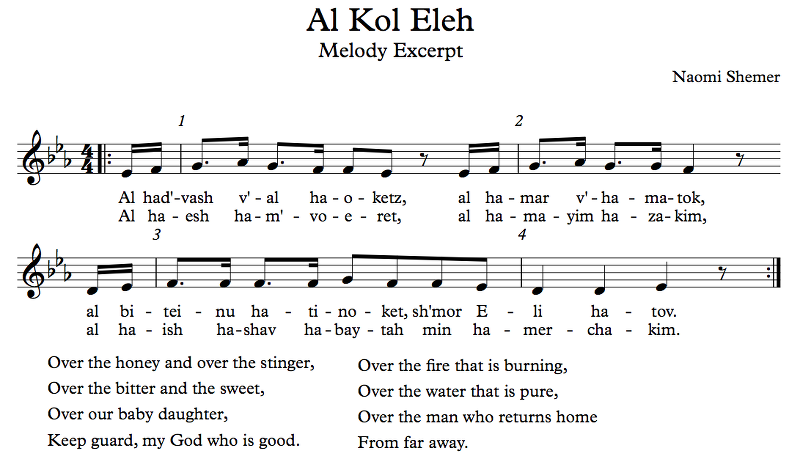 Al Kol Eleh
Melody Excerpt
Naomi Shemer
1 2
4
4
Al had'-vash v' - al ha - o - ketz, al ha - mar v' - ha - ma - tok,
Al ha - esh ha - m' - vo - e - ret, al ha - ma - yim ha - za - kim,
3 4
al bi - tei - nu ha - ti - no - ket, sh'mor E - li ha - tov.
al ha - ish ha - shav ha - bay - tah min ha - mer - cha - kim.
Over the honey and over the stinger,
Over the bitter and the sweet,
Over our baby daughter,
Keep guard, my God who is good.
Over the fire that is burning,
Over the water that is pure,
Over the man who returns home
From far away.